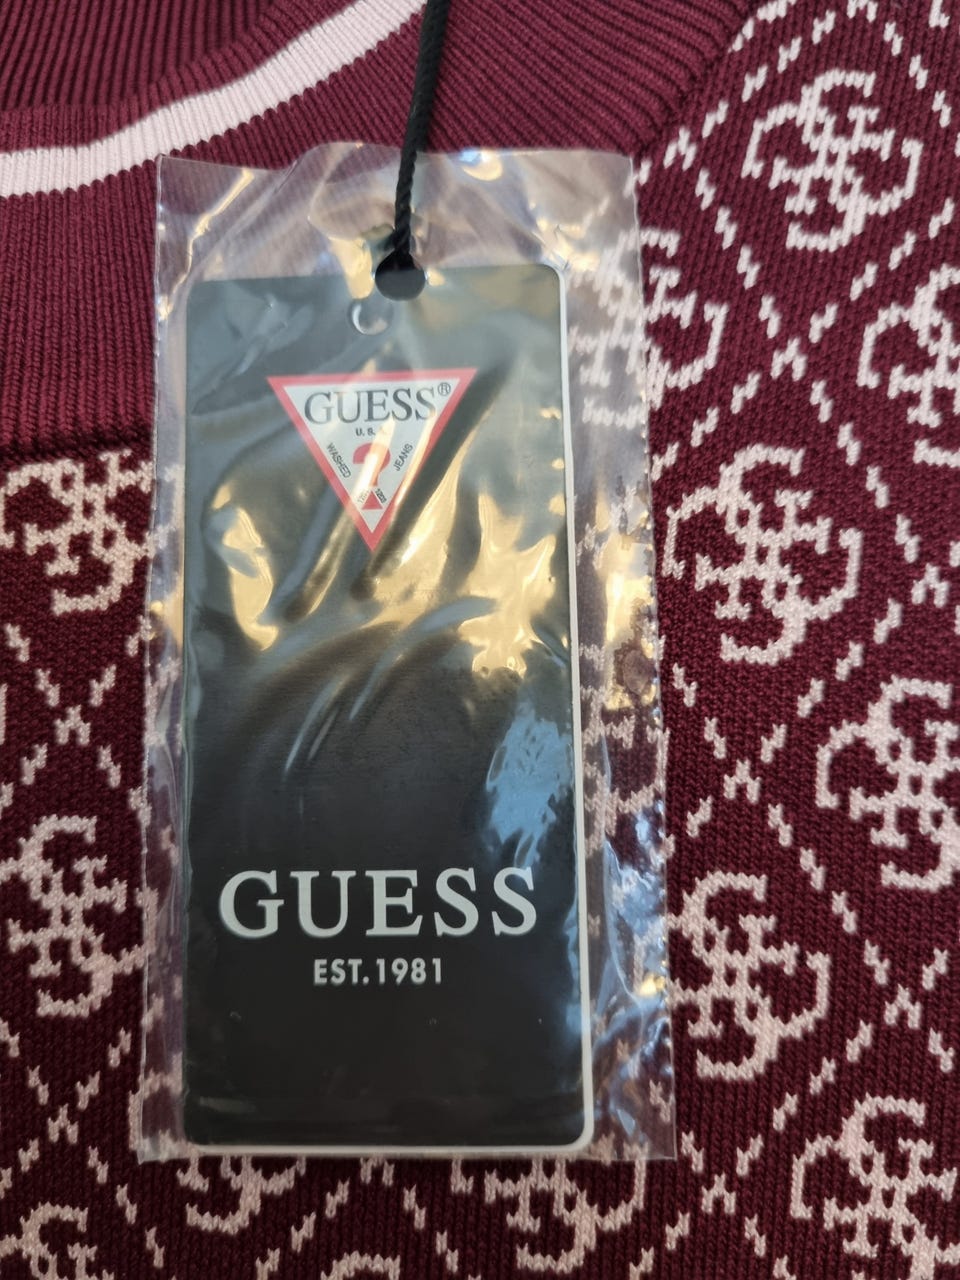 GUESS®
U.S.
WASHED JEANS
?
GUESS
EST.1981